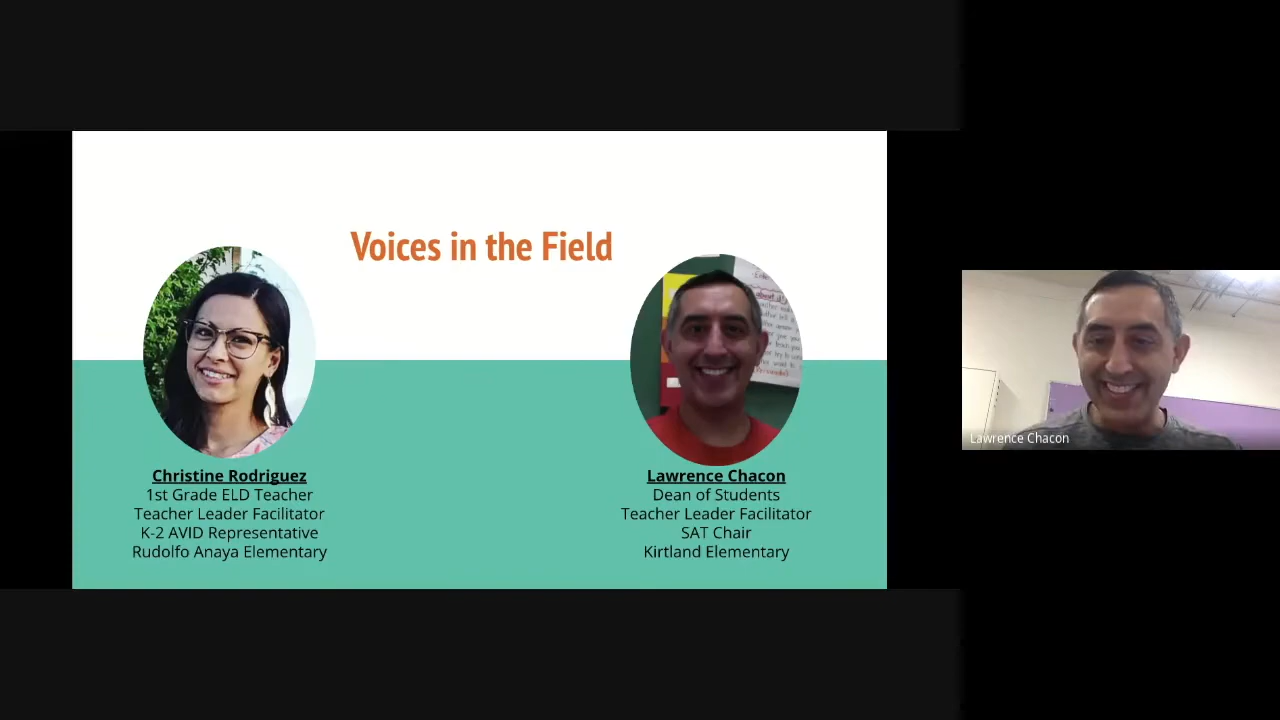 Voices in the Field
Christine Rodriguez
1st Grade ELD Teacher
Teacher Leader Facilitator
K-2 AVID Representative
Rudolfo Anaya Elementary
Lawrence Chacon
Dean of Students
Teacher Leader Facilitator
SAT Chair
Kirtland Elementary
Lawrence Chacon